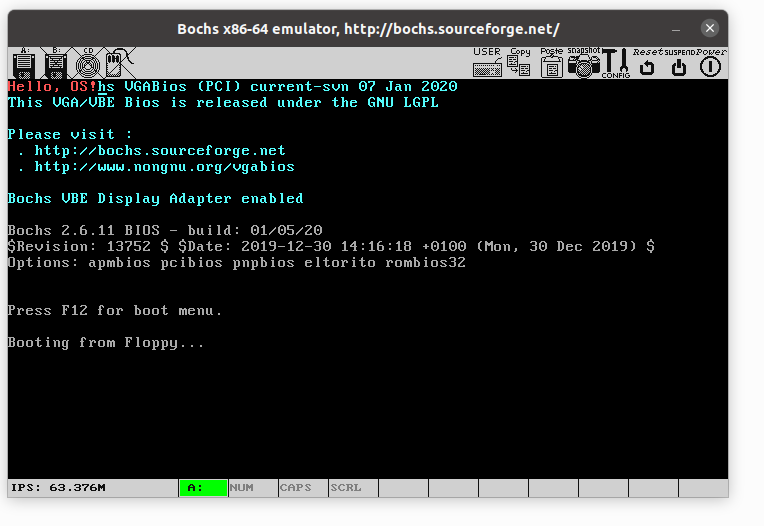 Bochs x86-64 emulator, http://bochs.sourceforge.net/
A: B: CD USER Copy Paste snapshot CONFIG Reset SUSPEND Power
Hello, OS!hs VGABios (PCI) current-svn 07 Jan 2020
This VGA/VBE Bios is released under the GNU LGPL
Please visit :
. http://bochs.sourceforge.net
. http://www.nongnu.org/vgabios
Bochs VBE Display Adapter enabled
Bochs 2.6.11 BIOS - build: 01/05/20
$Revision: 13752 $ $Date: 2019-12-30 14:16:18 +0100 (Mon, 30 Dec 2019) $
Options: apmbios pcibios pnpbios eltorito rombios32
Press F12 for boot menu.
Booting from Floppy...
IPS: 63.376M A: NUM CAPS SCRL